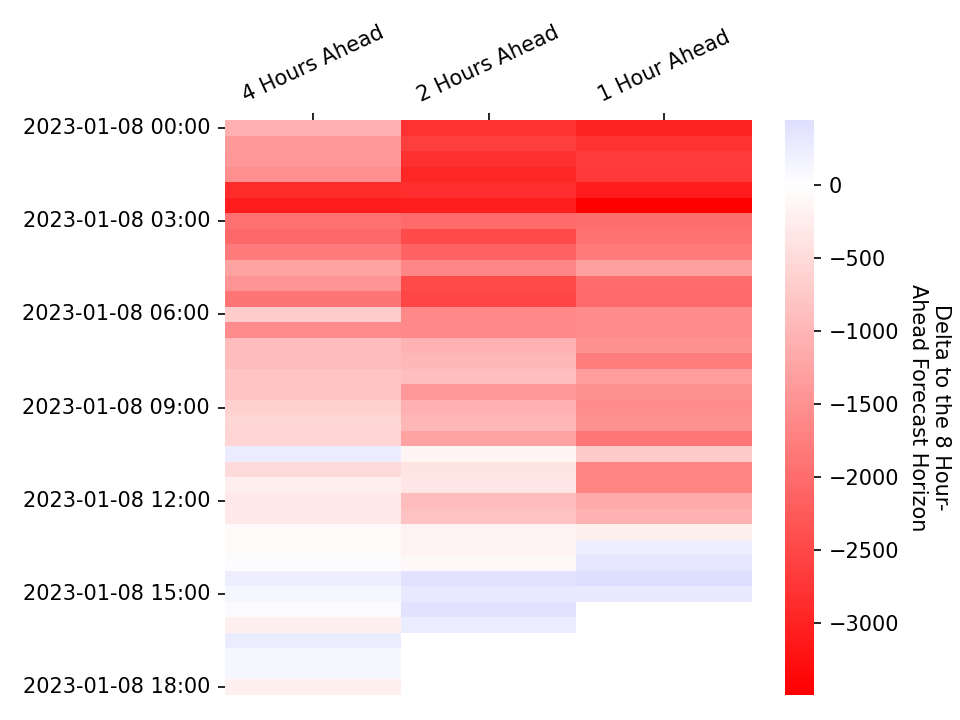 4 Hours Ahead
2 Hours Ahead
1 Hour Ahead
2023-01-08 00:00
2023-01-08 03:00
2023-01-08 06:00
2023-01-08 09:00
2023-01-08 12:00
2023-01-08 15:00
2023-01-08 18:00
0
−500
−1000
−1500
−2000
−2500
−3000
Delta to the 8 Hour-
Ahead Forecast Horizon